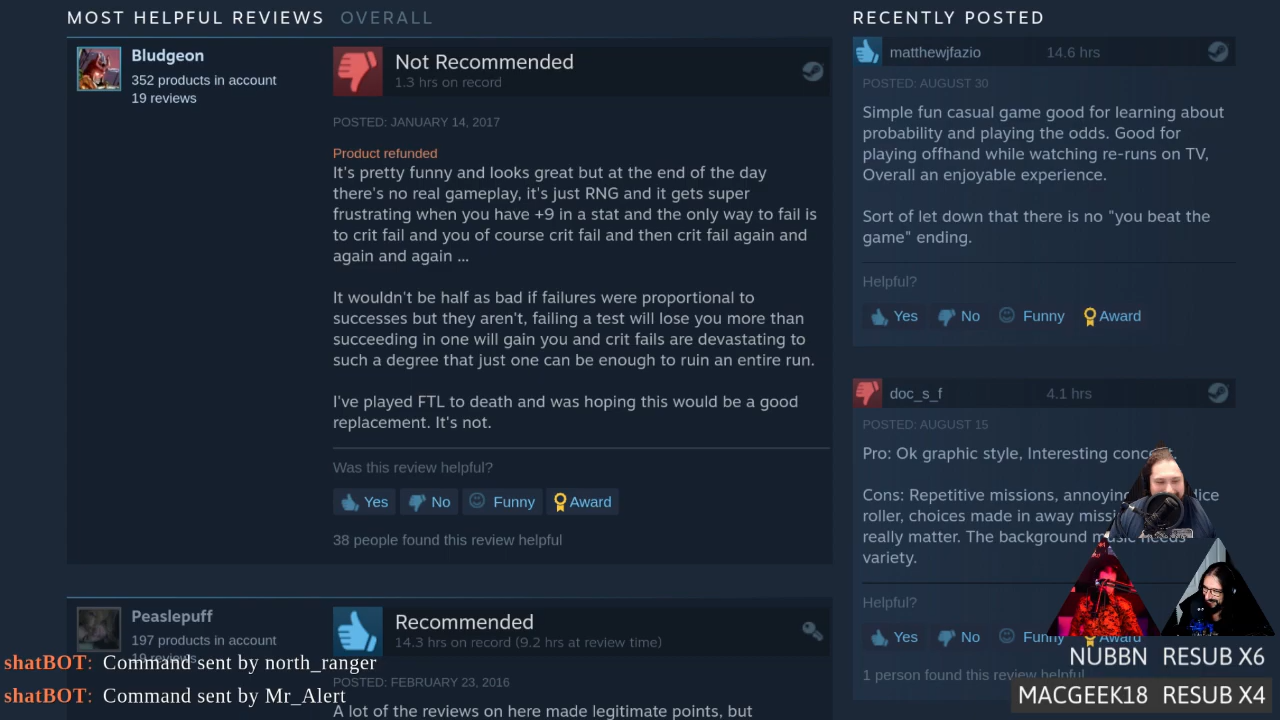 MOST HELPFUL REVIEWS OVERALL
Bludgeon
352 products in account
19 reviews
Not Recommended
1.3 hrs on record
POSTED: JANUARY 14, 2017
Product refunded
It's pretty funny and looks great but at the end of the day
there's no real gameplay, it's just RNG and it gets super
frustrating when you have +9 in a stat and the only way to fail is
to crit fail and you of course crit fail and then crit fail again and
again and again ...
It wouldn't be half as bad if failures were proportional to
successes but they aren't, failing a test will lose you more than
succeeding in one will gain you and crit fails are devastating to
such a degree that just one can be enough to ruin an entire run.
I've played FTL to death and was hoping this would be a good
replacement. It's not.
Was this review helpful?
Yes No Funny Award
38 people found this review helpful
Peaslepuff
197 products in account
19 reviews
Recommended
14.3 hrs on record (9.2 hrs at review time)
POSTED: FEBRUARY 23, 2016
A lot of the reviews on here made legitimate points, but
shatBOT: Command sent by north_ranger
shatBOT: Command sent by Mr_Alert
RECENTLY POSTED
matthewjfazio 14.6 hrs
POSTED: AUGUST 30
Simple fun casual game good for learning about
probability and playing the odds. Good for
playing offhand while watching re-runs on TV,
Overall an enjoyable experience.
Sort of let down that there is no "you beat the
game" ending.
Helpful?
Yes No Funny Award
doc_s_f 4.1 hrs
POSTED: AUGUST 15
Pro: Ok graphic style, Interesting
Cons: Repetitive missions,
roller, choices made in away
really matter. The background music needs
variety.
Helpful?
Yes No Funny Award
1 person found this review helpful
NUBBN RESUB X6
MACGEEK18 RESUB X4